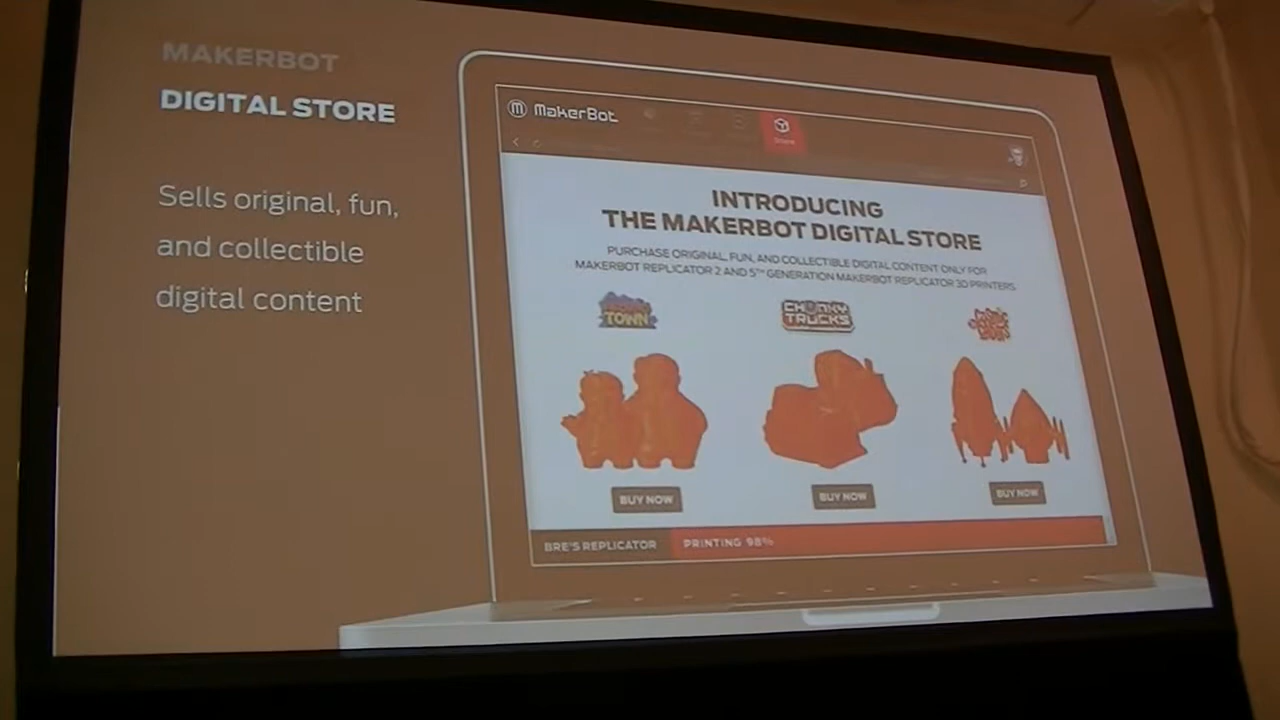 MAKERBOT
DIGITAL STORE
Sells original, fun,
and collectible
digital content
MakerBot
Store
INTRODUCING
THE MAKERBOT DIGITAL STORE
PURCHASE ORIGINAL, FUN, AND COLLECTIBLE DIGITAL CONTENT ONLY FOR
MAKERBOT REPLICATOR 2 AND 5TH GENERATION MAKERBOT REPLICATOR 3D PRINTERS
TOWN
CHUNKY
TRUCKS
BUY NOW
BUY NOW
BUY NOW
BRE'S REPLICATOR
PRINTING 98%